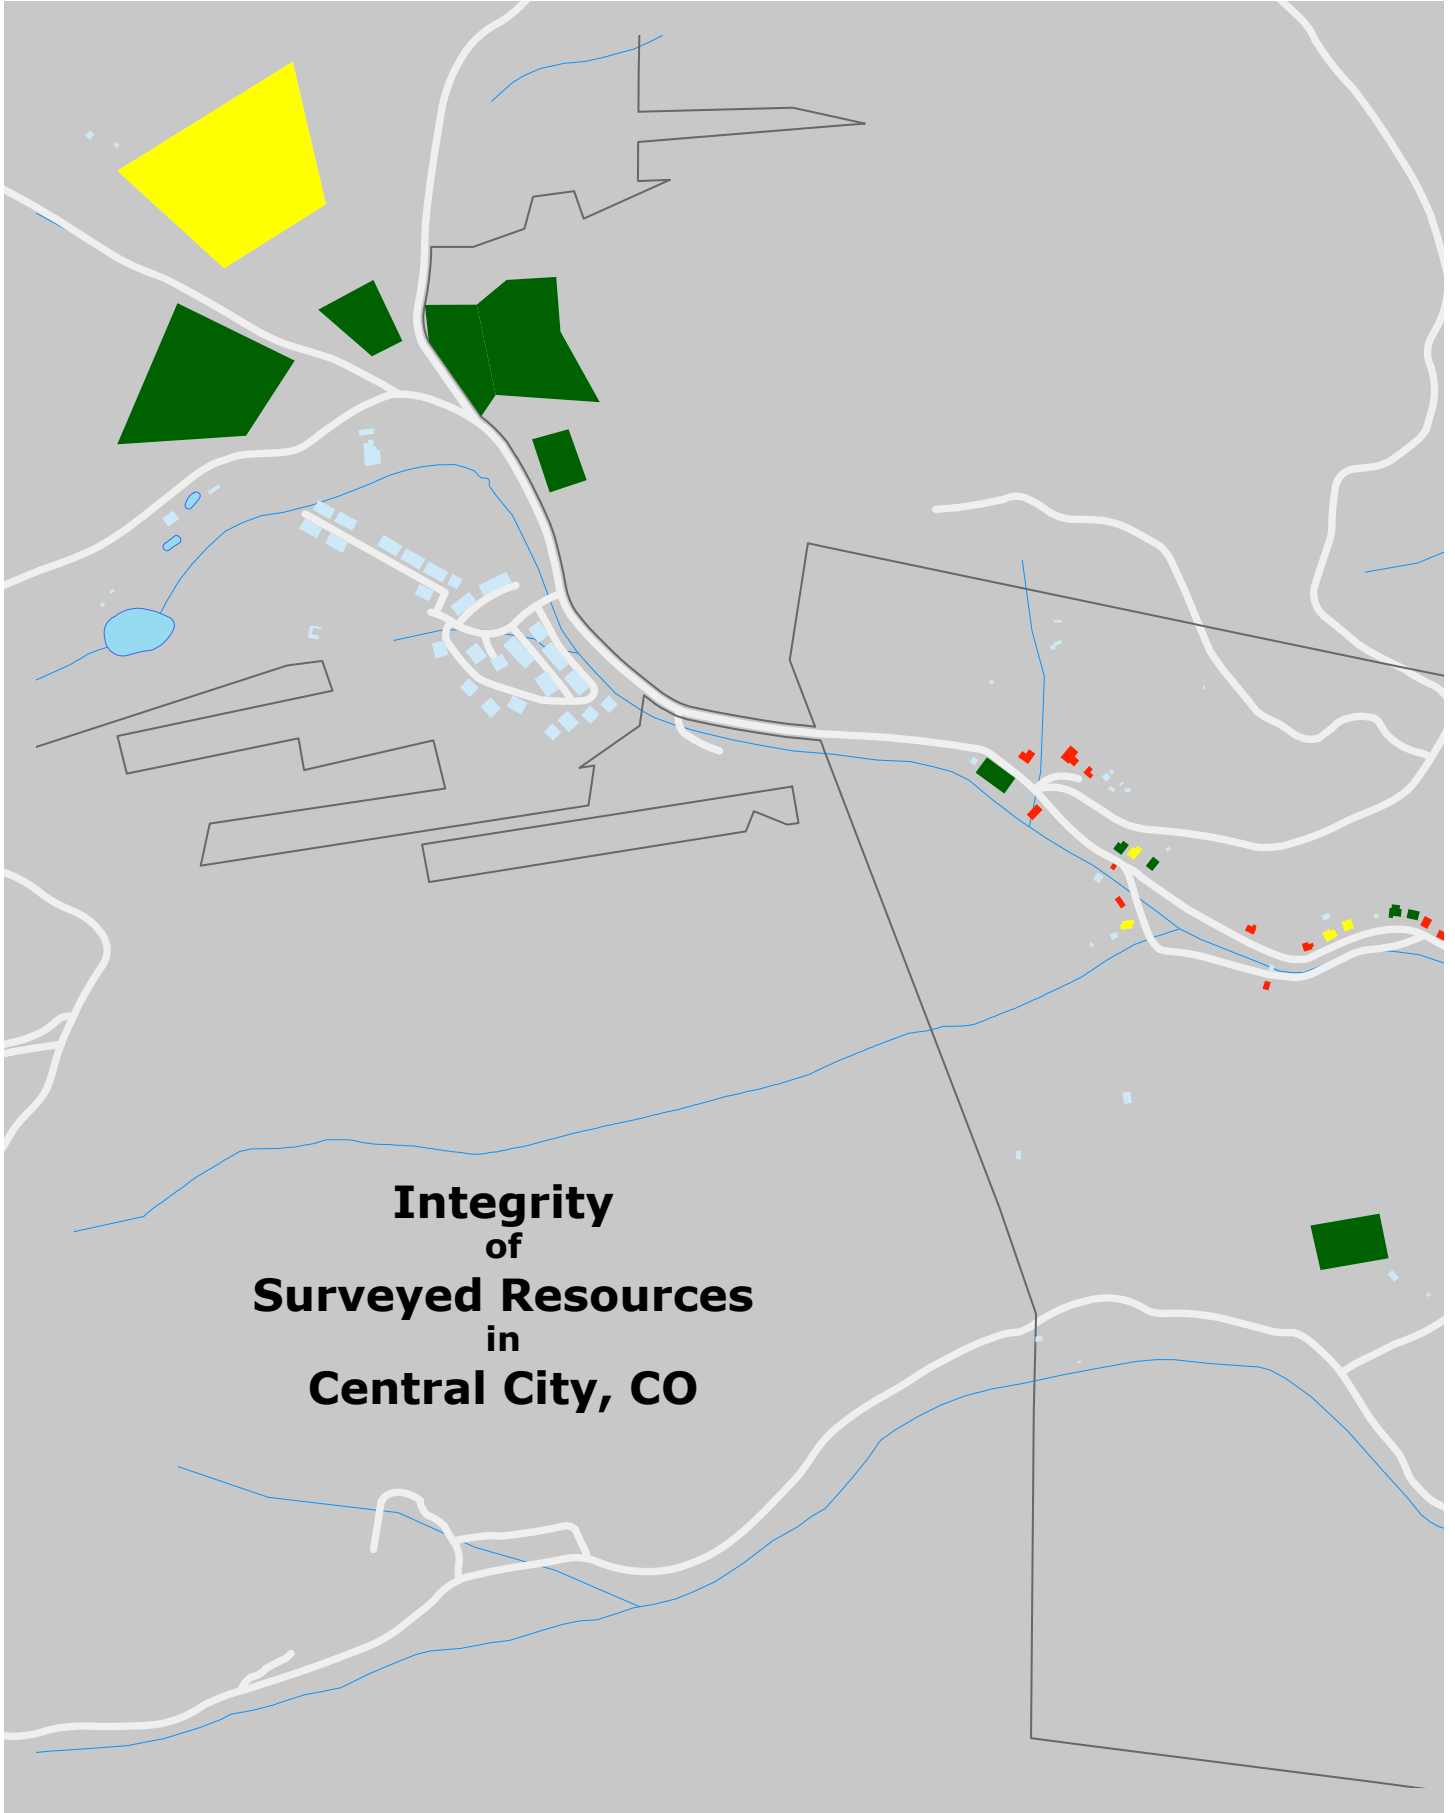 Integrity
of
Surveyed Resources
in
Central City, CO